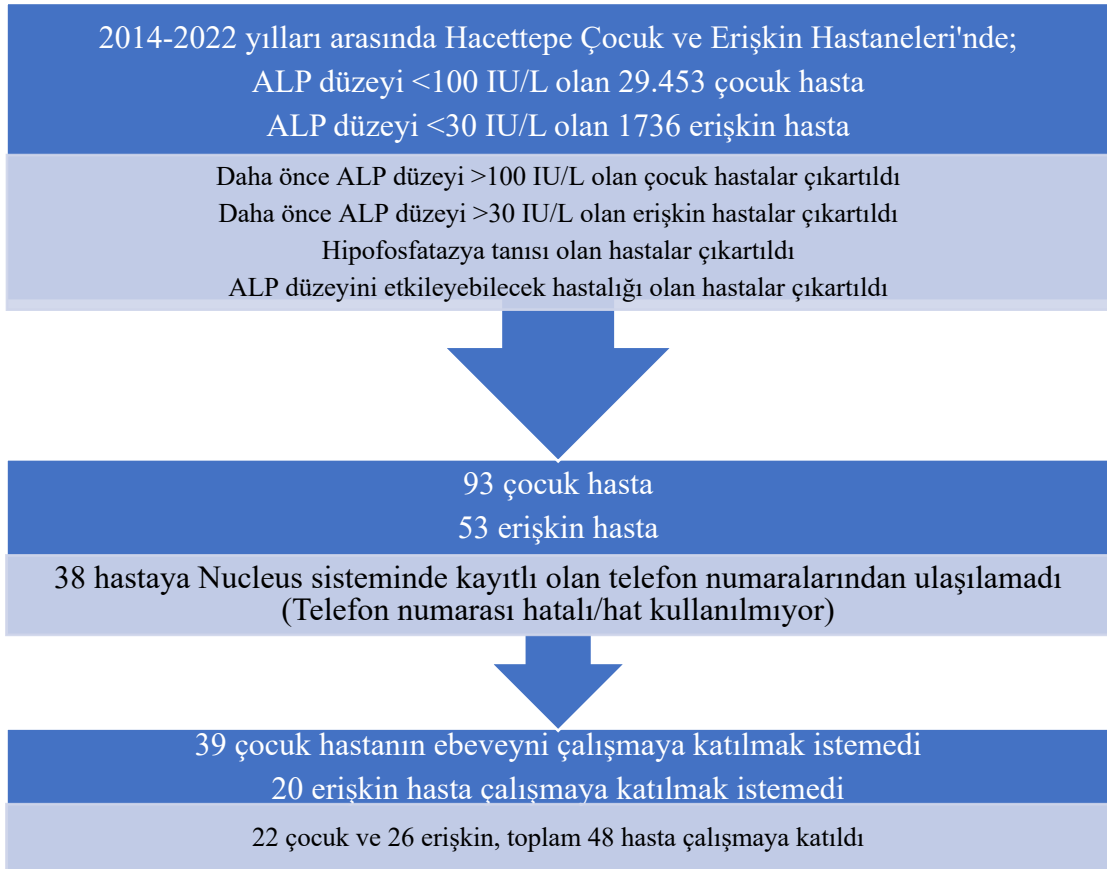 2014-2022 yılları arasında Hacettepe Çocuk ve Erişkin Hastaneleri'nde;
ALP düzeyi <100 IU/L olan 29.453 çocuk hasta
ALP düzeyi <30 IU/L olan 1736 erişkin hasta
Daha önce ALP düzeyi >100 IU/L olan çocuk hastalar çıkartıldı
Daha önce ALP düzeyi >30 IU/L olan erişkin hastalar çıkartıldı
Hipofosfatazya tanısı olan hastalar çıkartıldı
ALP düzeyini etkileyebilecek hastalığı olan hastalar çıkartıldı
93 çocuk hasta
53 erişkin hasta
38 hastaya Nucleus sisteminde kayıtlı olan telefon numaralarından ulaşılamadı
(Telefon numarası hatalı/hat kullanılmıyor)
39 çocuk hastanın ebeveyni çalışmaya katılmak istemedi
20 erişkin hasta çalışmaya katılmak istemedi
22 çocuk ve 26 erişkin, toplam 48 hasta çalışmaya katıldı